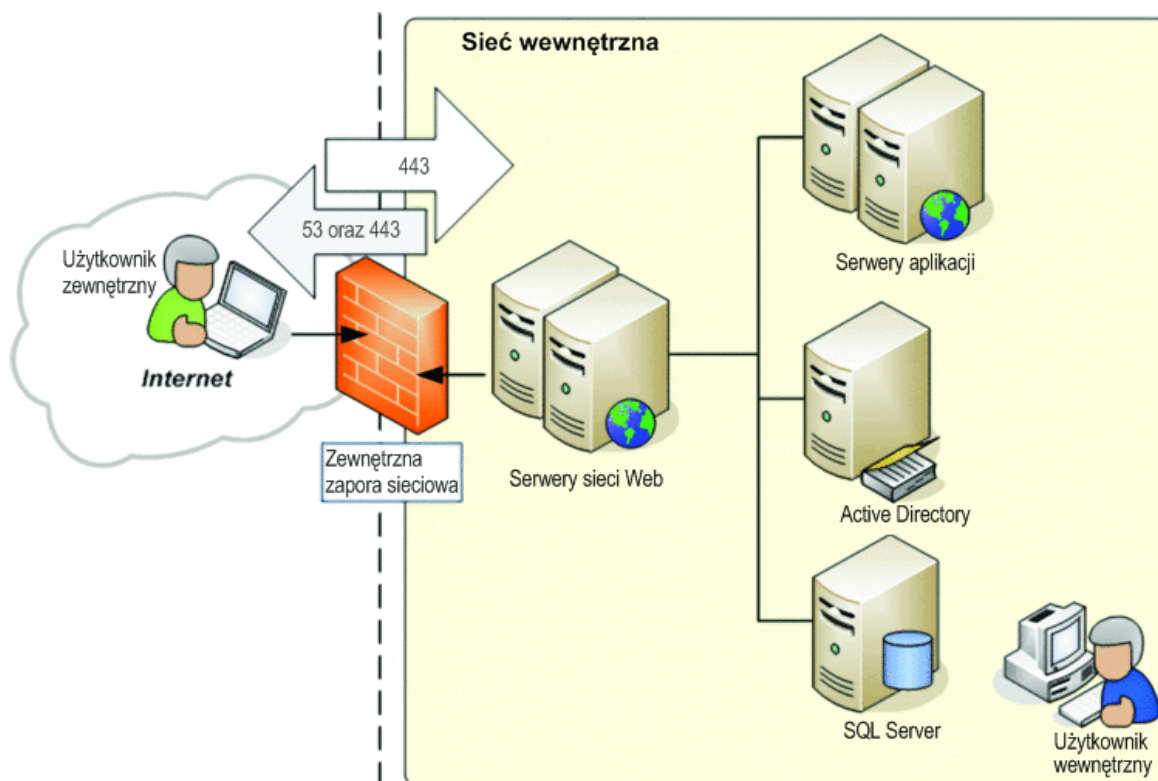 Sieć wewnętrzna
443
53 oraz 443
Użytkownik
zewnętrzny
Internet
Zewnętrzna
zapora sieciowa
Serwery sieci Web
Serwery aplikacji
Active Directory
SQL Server
Użytkownik
wewnętrzny